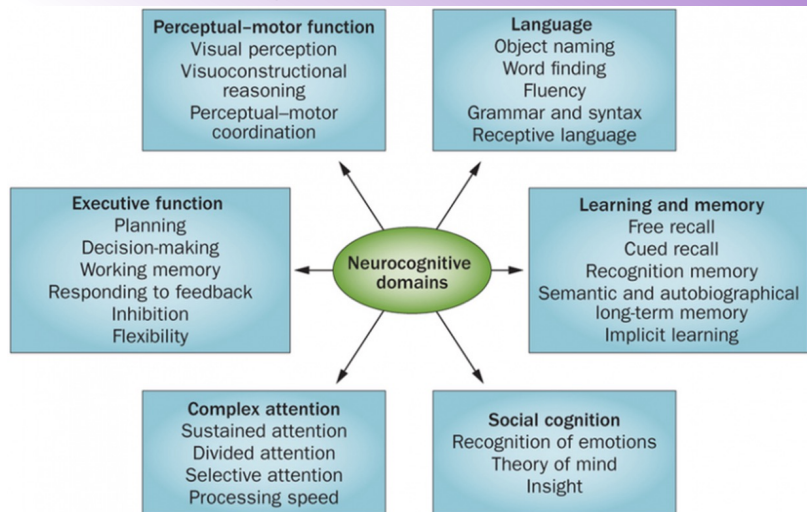 Perceptual–motor function
Visual perception
Visuoconstructional
reasoning
Perceptual–motor
coordination
Language
Object naming
Word finding
Fluency
Grammar and syntax
Receptive language
Executive function
Planning
Decision-making
Working memory
Responding to feedback
Inhibition
Flexibility
Neurocognitive
domains
Learning and memory
Free recall
Cued recall
Recognition memory
Semantic and autobiographical
long-term memory
Implicit learning
Complex attention
Sustained attention
Divided attention
Selective attention
Processing speed
Social cognition
Recognition of emotions
Theory of mind
Insight